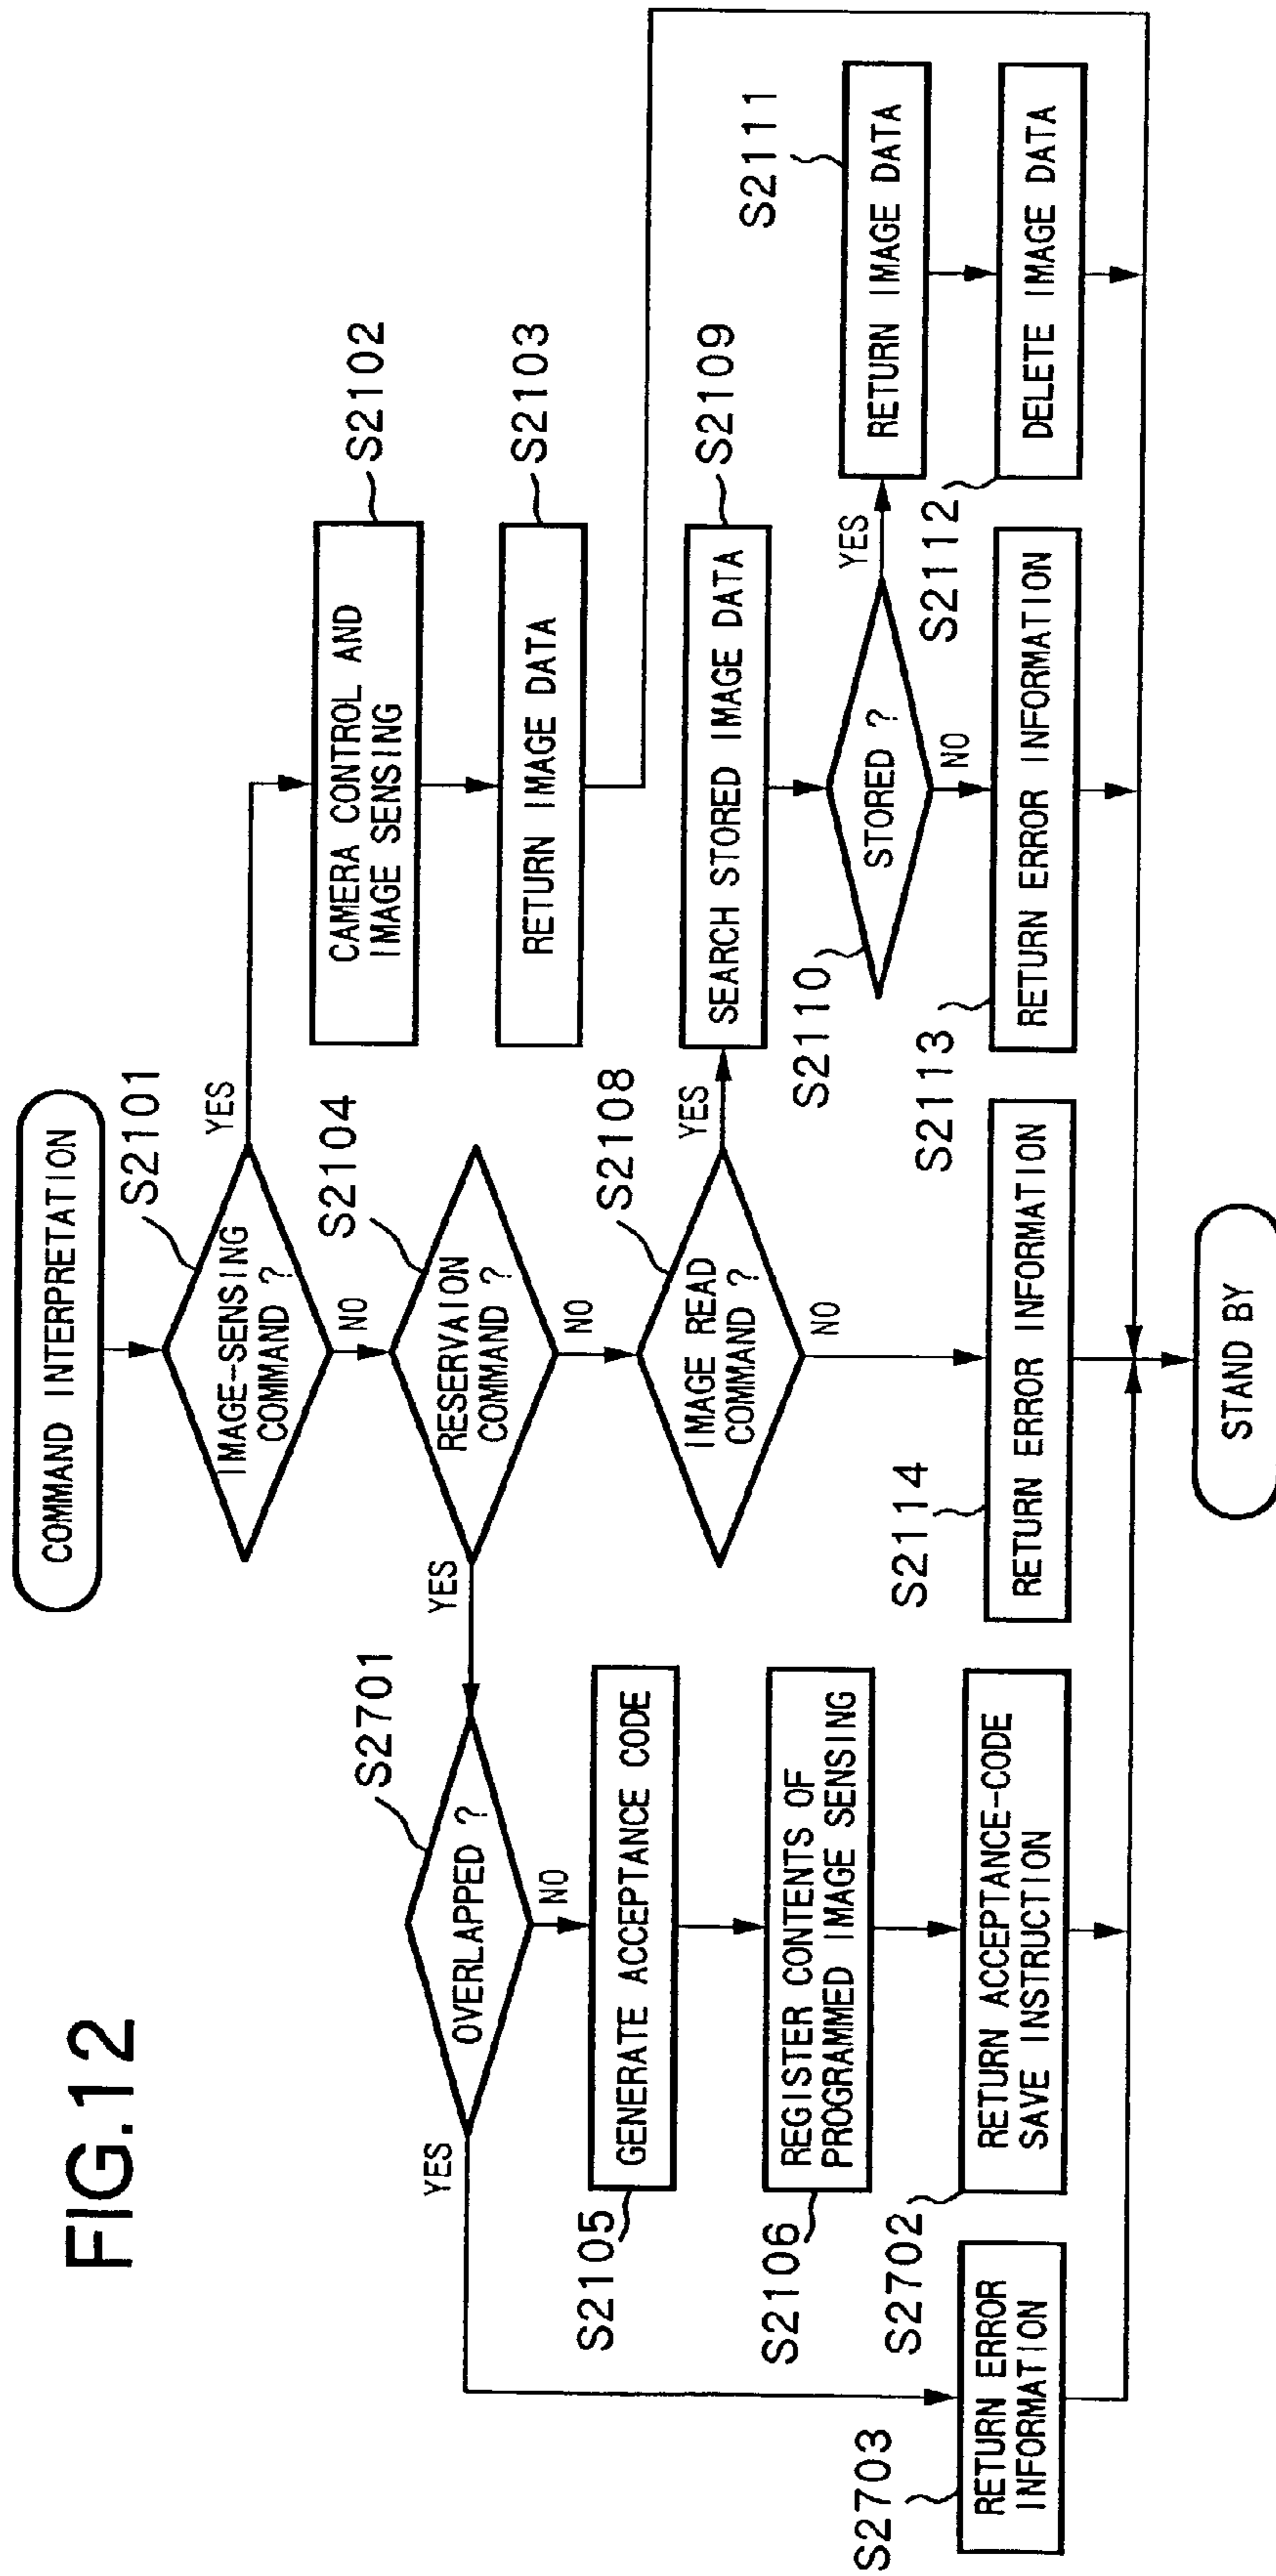 FIG.12
COMMAND INTERPRETATION
S2101
IMAGE-SENSING
COMMAND ?
YES
NO
S2102
CAMERA CONTROL AND
IMAGE SENSING
S2103
RETURN IMAGE DATA
S2104
RESERVAION
COMMAND ?
YES
NO
S2701
OVERLAPPED ?
YES
NO
S2105
GENERATE ACCEPTANCE CODE
S2106
REGISTER CONTENTS OF
PROGRAMMED IMAGE SENSING
S2702
RETURN ACCEPTANCE-CODE
SAVE INSTRUCTION
S2703
RETURN ERROR
INFORMATION
S2108
IMAGE READ
COMMAND ?
YES
NO
S2109
SEARCH STORED IMAGE DATA
S2110
STORED ?
YES
NO
S2111
RETURN IMAGE DATA
S2112
DELETE IMAGE DATA
S2113
RETURN ERROR INFORMATION
S2114
RETURN ERROR INFORMATION
STAND BY